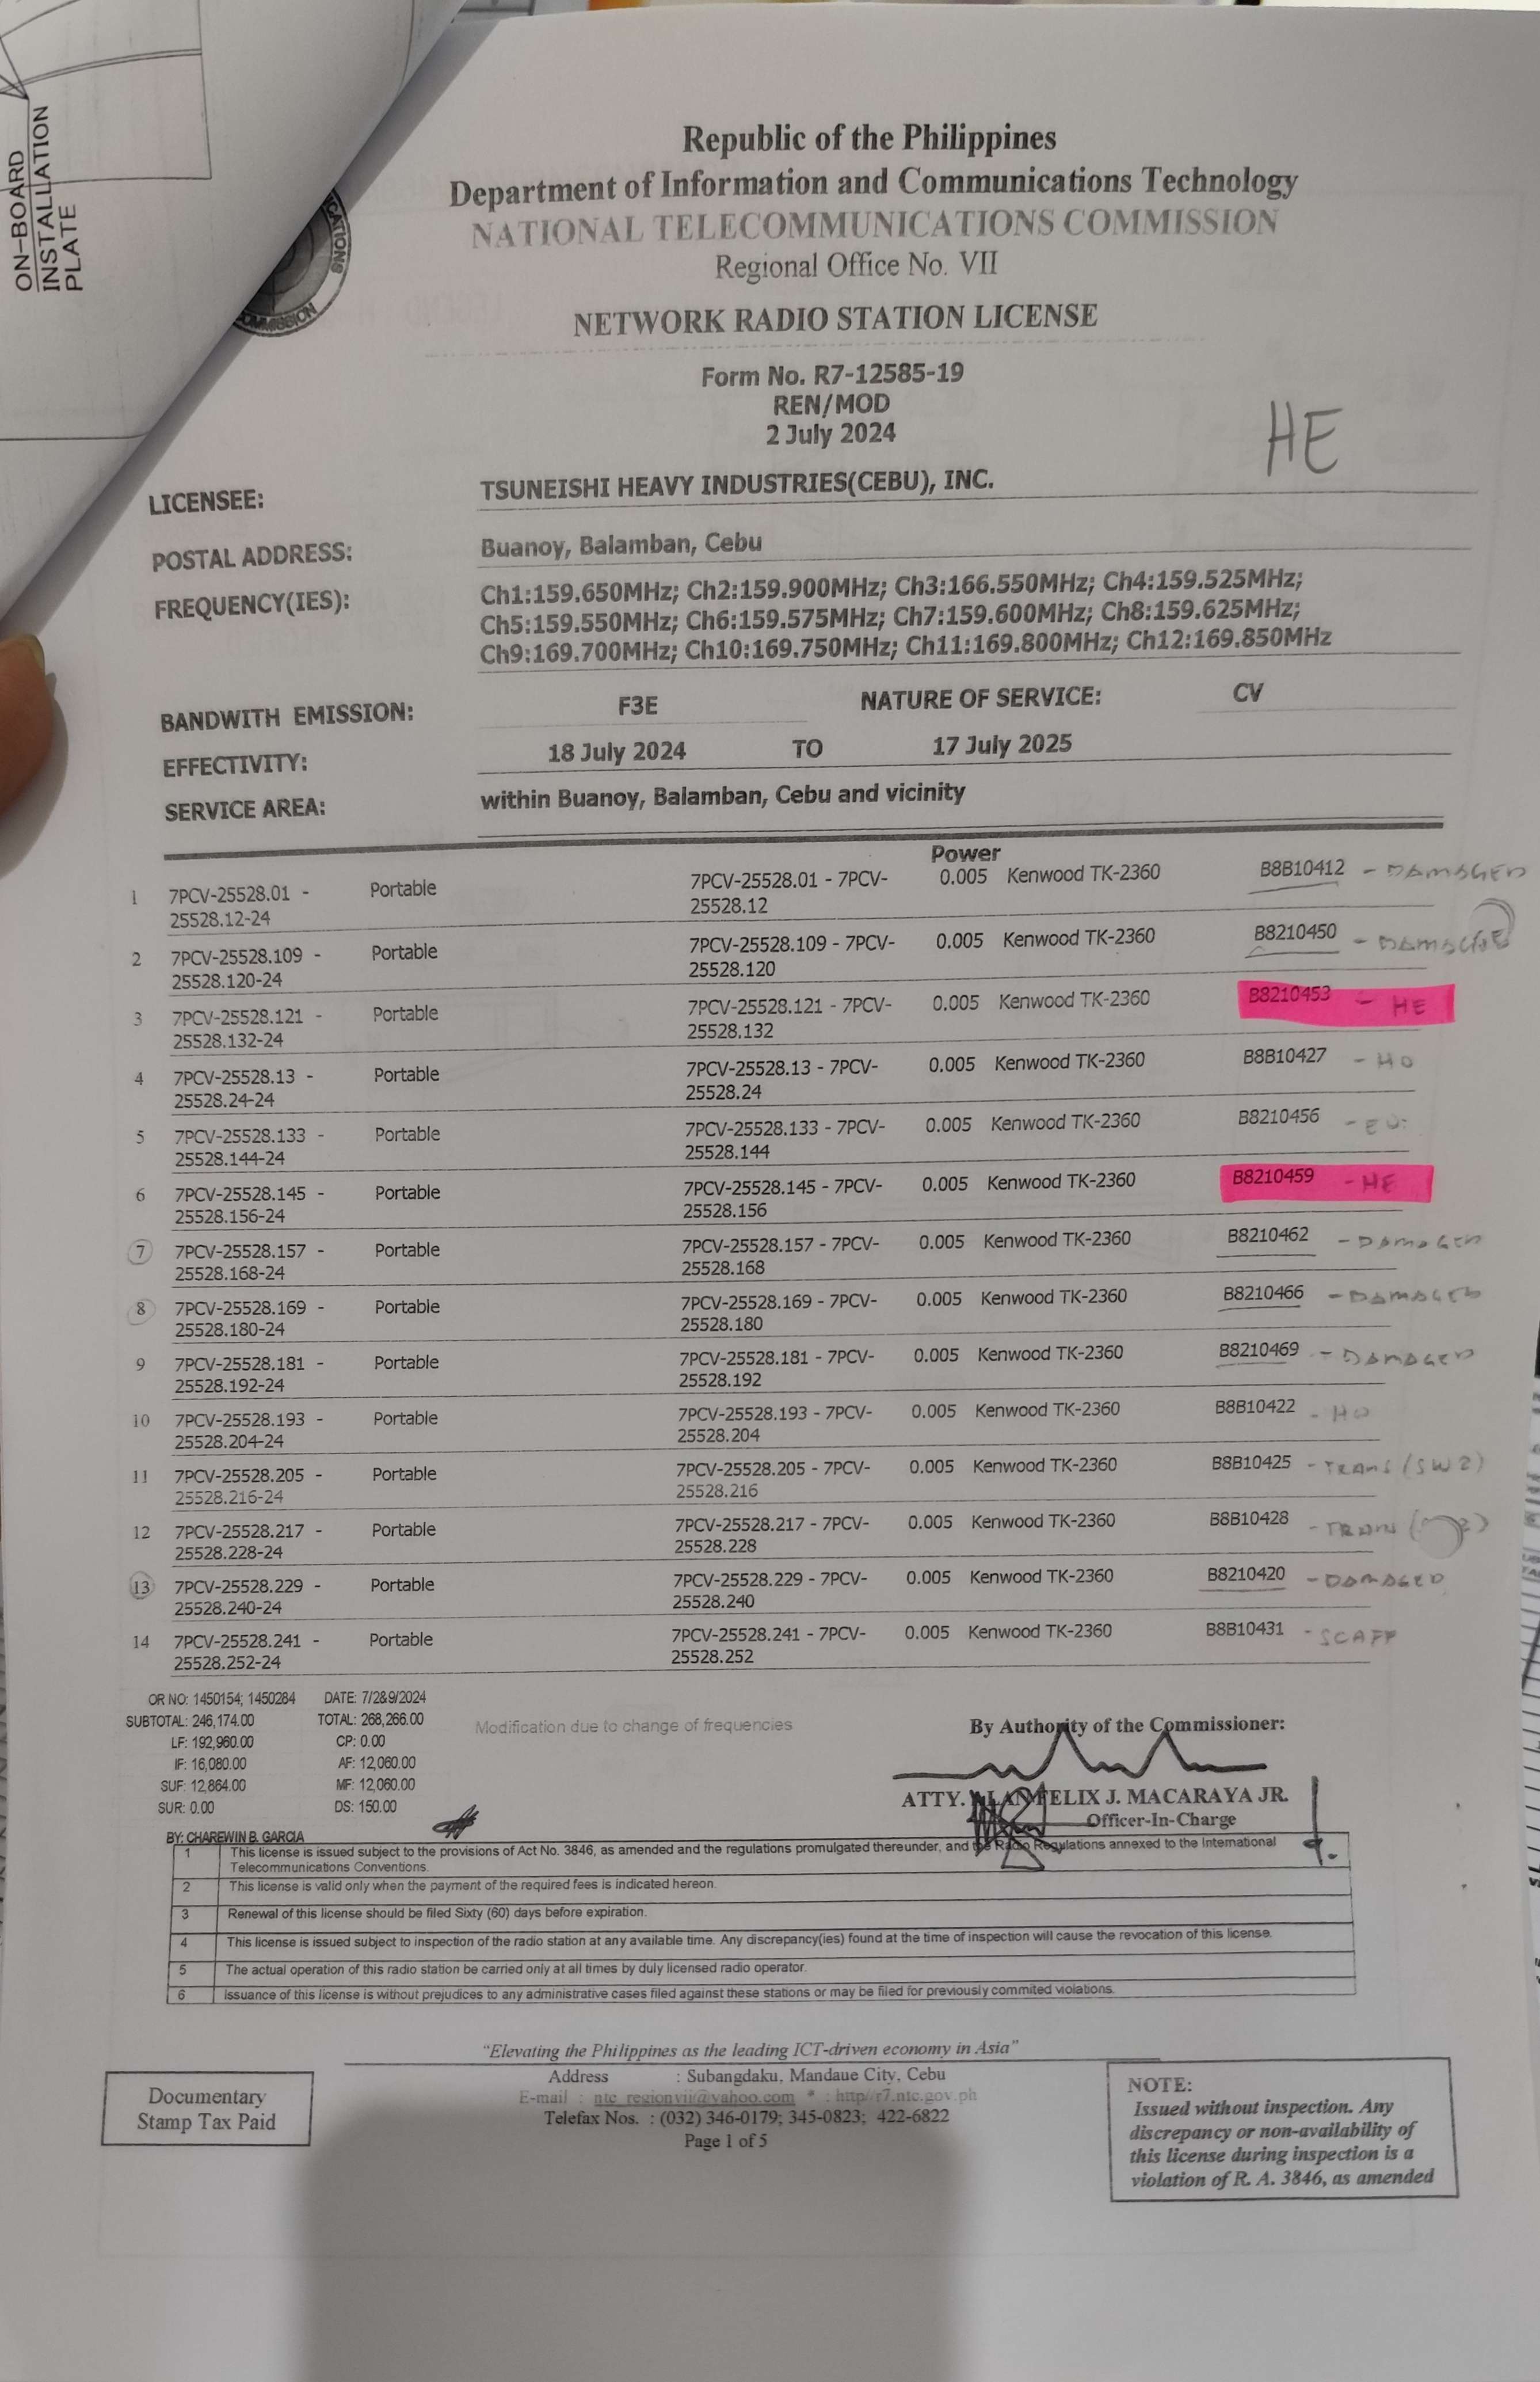 ON-BOARD
INSTALLATION
PLATE
Republic of the Philippines
Department of Information and Communications Technology
NATIONAL TELECOMMUNICATIONS COMMISSION
Regional Office No. VII
NETWORK RADIO STATION LICENSE
Form No. R7-12585-19
REN/MOD
2 July 2024
HE
LICENSEE: TSUNEISHI HEAVY INDUSTRIES(CEBU), INC.
POSTAL ADDRESS: Buanoy, Balamban, Cebu
FREQUENCY(IES): Ch1:159.650MHz; Ch2:159.900MHz; Ch3:166.550MHz; Ch4:159.525MHz;
Ch5:159.550MHz; Ch6:159.575MHz; Ch7:159.600MHz; Ch8:159.625MHz;
Ch9:169.700MHz; Ch10:169.750MHz; Ch11:169.800MHz; Ch12:169.850MHz
BANDWITH EMISSION: F3E NATURE OF SERVICE: CV
EFFECTIVITY: 18 July 2024 TO 17 July 2025
SERVICE AREA: within Buanoy, Balamban, Cebu and vicinity
Power
1 7PCV-25528.01 - Portable 7PCV-25528.01 - 7PCV- 0.005 Kenwood TK-2360 B8B10412 - DAMAGED
25528.12-24 25528.12
2 7PCV-25528.109 - Portable 7PCV-25528.109 - 7PCV- 0.005 Kenwood TK-2360 B8210450 - DAMAGE
25528.120-24 25528.120
3 7PCV-25528.121 - Portable 7PCV-25528.121 - 7PCV- 0.005 Kenwood TK-2360 B8210453 - HE
25528.132-24 25528.132
4 7PCV-25528.13 - Portable 7PCV-25528.13 - 7PCV- 0.005 Kenwood TK-2360 B8B10427 - HO
25528.24-24 25528.24
5 7PCV-25528.133 - Portable 7PCV-25528.133 - 7PCV- 0.005 Kenwood TK-2360 B8210456
25528.144-24 25528.144
6 7PCV-25528.145 - Portable 7PCV-25528.145 - 7PCV- 0.005 Kenwood TK-2360 B8210459 - HE
25528.156-24 25528.156
7 7PCV-25528.157 - Portable 7PCV-25528.157 - 7PCV- 0.005 Kenwood TK-2360 B8210462 - DAMAGED
25528.168-24 25528.168
8 7PCV-25528.169 - Portable 7PCV-25528.169 - 7PCV- 0.005 Kenwood TK-2360 B8210466 - DAMAGED
25528.180-24 25528.180
9 7PCV-25528.181 - Portable 7PCV-25528.181 - 7PCV- 0.005 Kenwood TK-2360 B8210469 - DAMAGED
25528.192-24 25528.192
10 7PCV-25528.193 - Portable 7PCV-25528.193 - 7PCV- 0.005 Kenwood TK-2360 B8B10422 - HO
25528.204-24 25528.204
11 7PCV-25528.205 - Portable 7PCV-25528.205 - 7PCV- 0.005 Kenwood TK-2360 B8B10425 - TRANS (SW2)
25528.216-24 25528.216
12 7PCV-25528.217 - Portable 7PCV-25528.217 - 7PCV- 0.005 Kenwood TK-2360 B8B10428
25528.228-24 25528.228
13 7PCV-25528.229 - Portable 7PCV-25528.229 - 7PCV- 0.005 Kenwood TK-2360 B8210420 - DAMAGED
25528.240-24 25528.240
14 7PCV-25528.241 - Portable 7PCV-25528.241 - 7PCV- 0.005 Kenwood TK-2360 B8B10431 - SCAFF
25528.252-24 25528.252
OR NO: 1450154; 1450284 DATE: 7/2&9/2024
SUBTOTAL: 246,174.00 TOTAL: 268,266.00
LF: 192,960.00 CP: 0.00
IF: 16,080.00 AF: 12,060.00
SUF: 12,864.00 MF: 12,060.00
SUR: 0.00 DS: 150.00
BY: CHAREWIN B. GARCIA
Modification due to change of frequencies
By Authority of the Commissioner:
ATTY. FELIX J. MACARAYA JR.
Officer-In-Charge
1 This license is issued subject to the provisions of Act No. 3846, as amended and the regulations promulgated thereunder, and the Radio Regulations annexed to the International
Telecommunications Conventions.
2 This license is valid only when the payment of the required fees is indicated hereon.
3 Renewal of this license should be filed Sixty (60) days before expiration.
4 This license is issued subject to inspection of the radio station at any available time. Any discrepancy(ies) found at the time of inspection will cause the revocation of this license.
5 The actual operation of this radio station be carried only at all times by duly licensed radio operator.
6 Issuance of this license is without prejudices to any administrative cases filed against these stations or may be filed for previously commited violations.
"Elevating the Philippines as the leading ICT-driven economy in Asia"
Address : Subangdaku, Mandaue City, Cebu
E-mail : ntc_regionvii@yahoo.com * : http//r7.ntc.gov.ph
Telefax Nos. : (032) 346-0179; 345-0823; 422-6822
Page 1 of 5
Documentary
Stamp Tax Paid
NOTE:
Issued without inspection. Any
discrepancy or non-availability of
this license during inspection is a
violation of R. A. 3846, as amended